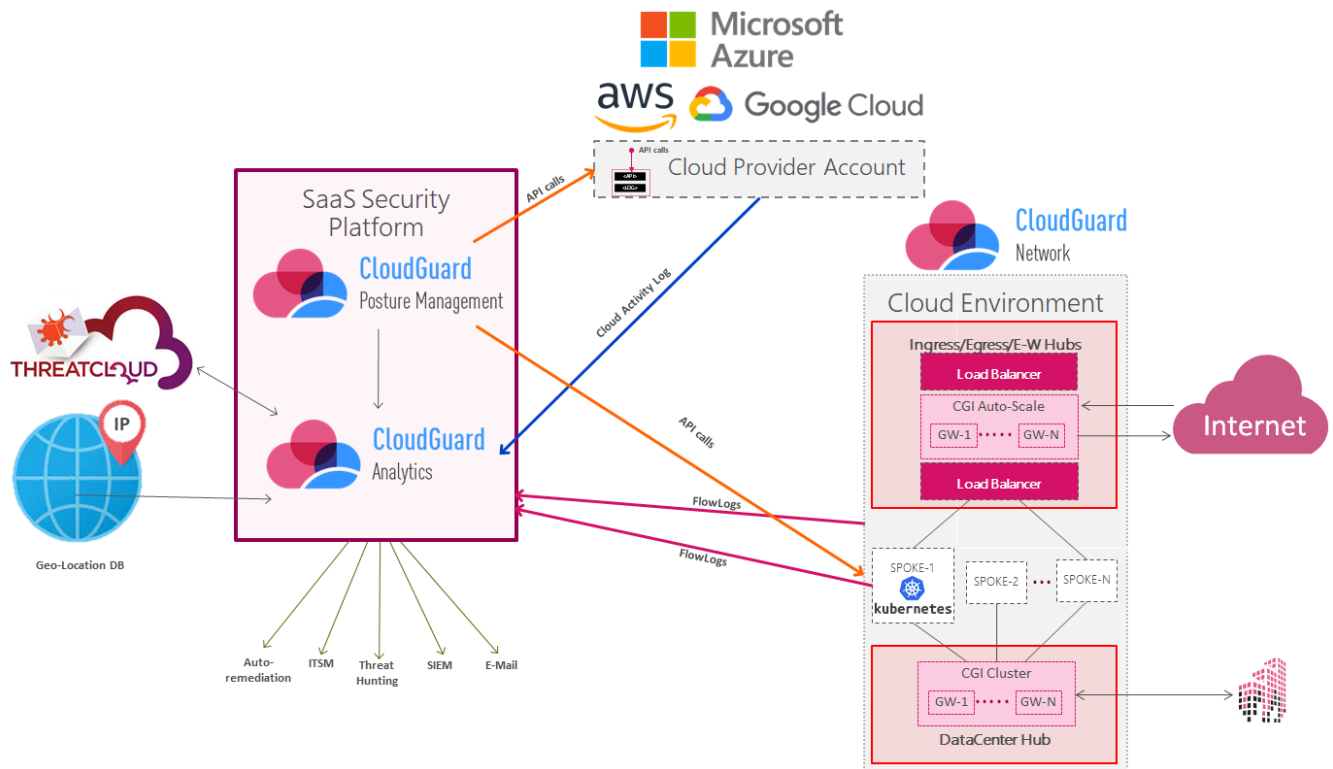 Microsoft
Azure
aws
Google Cloud
API calls
<API>
<LOG>
Cloud Provider Account
SaaS Security
Platform
CloudGuard
Posture Management
API calls
Cloud Activity Log
CloudGuard
Network
Cloud Environment
Ingress/Egress/E-W Hubs
Load Balancer
CGI Auto-Scale
GW-1
GW-N
Load Balancer
Internet
THREATCLOUD
IP
Geo-Location DB
CloudGuard
Analytics
API calls
FlowLogs
FlowLogs
SPOKE-1
kubernetes
SPOKE-2
SPOKE-N
Auto-
remediation
ITSM
Threat
Hunting
SIEM
E-Mail
CGI Cluster
GW-1
GW-N
DataCenter Hub